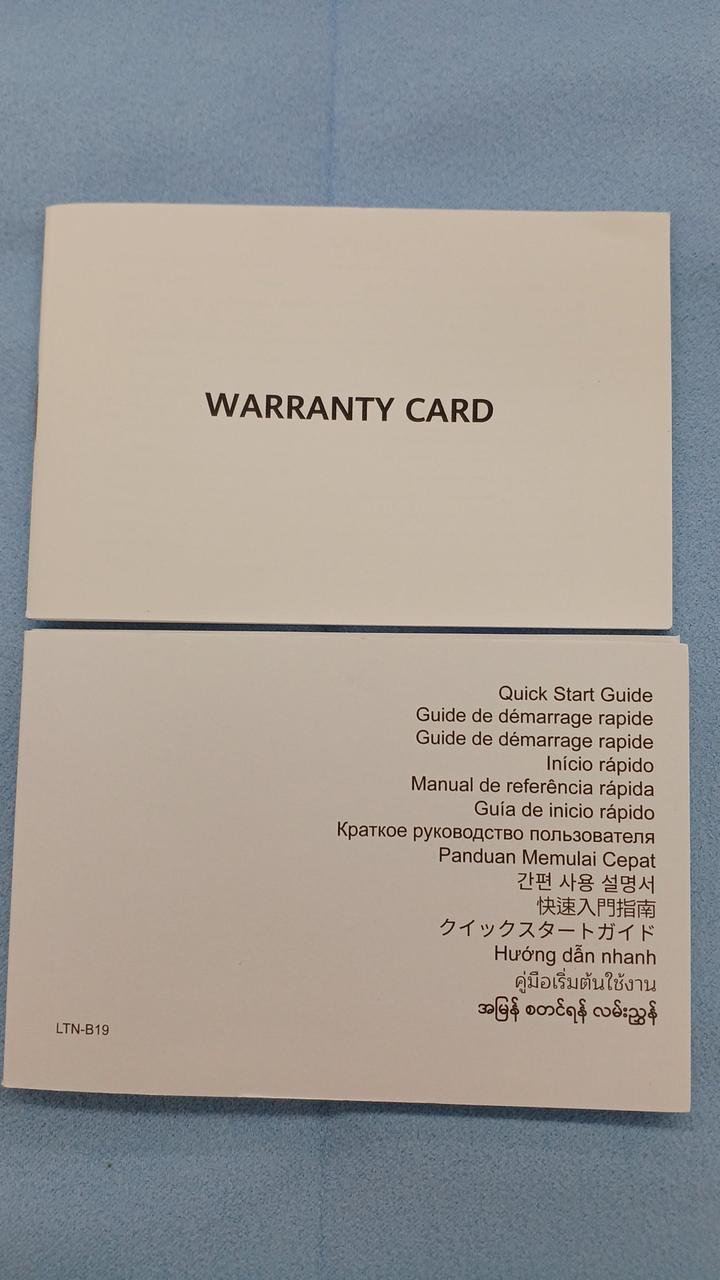 WARRANTY CARD
Quick Start Guide
Guide de démarrage rapide
Guide de démarrage rapide
Início rápido
Manual de referência rápida
Guía de inicio rápido
Краткое руководство пользователя
Panduan Memulai Cepat
간편 사용 설명서
快速入門指南
クイックスタートガイド
Hướng dẫn nhanh
คู่มือเริ่มต้นใช้งาน
အမြန် စတင်ရန် လမ်းညွှန်
LTN-B19